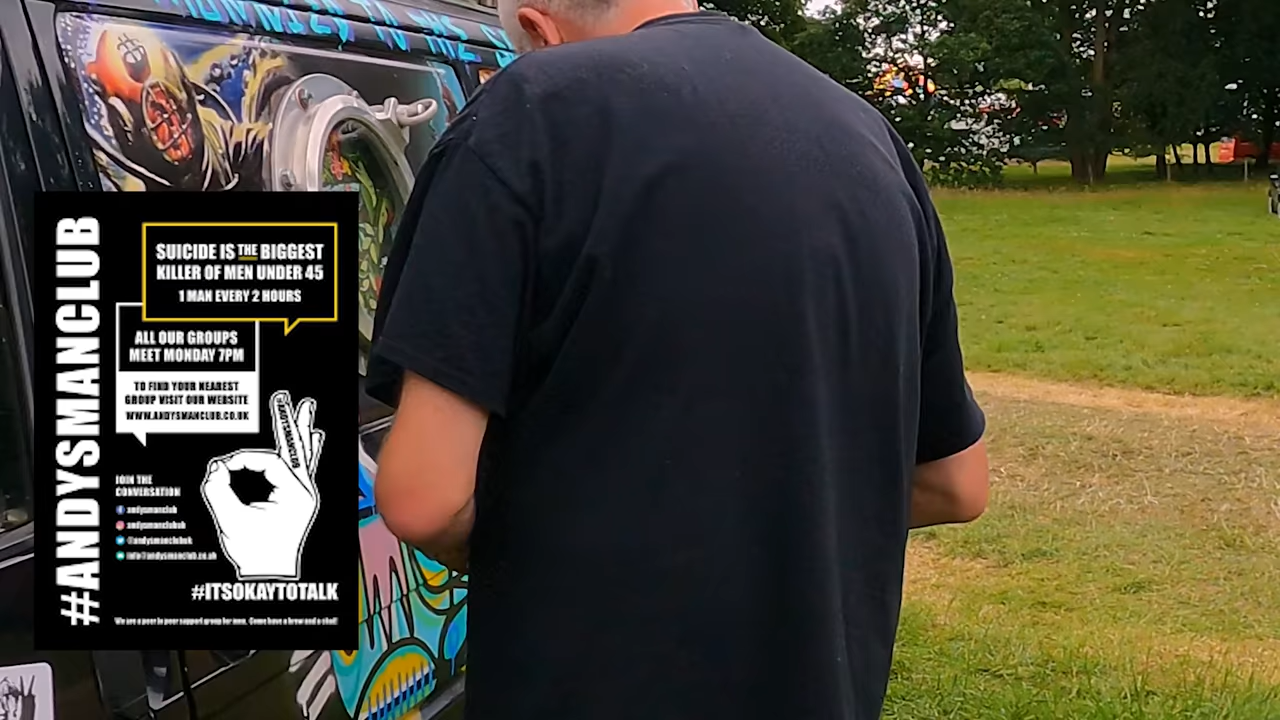 TO THE
#ANDYSMANCLUB
SUICIDE IS THE BIGGEST
KILLER OF MEN UNDER 45
1 MAN EVERY 2 HOURS
ALL OUR GROUPS
MEET MONDAY 7PM
TO FIND YOUR NEAREST
GROUP VISIT OUR WEBSITE
WWW.ANDYSMANCLUB.CO.UK
JOIN THE
CONVERSATION
andysmanclub
andysmanclubuk
@andysmanclubuk
info@andysmanclub.co.uk
#ITSOKAYTOTALK
We are a peer to peer support group for men. Come have a brew and a chat!